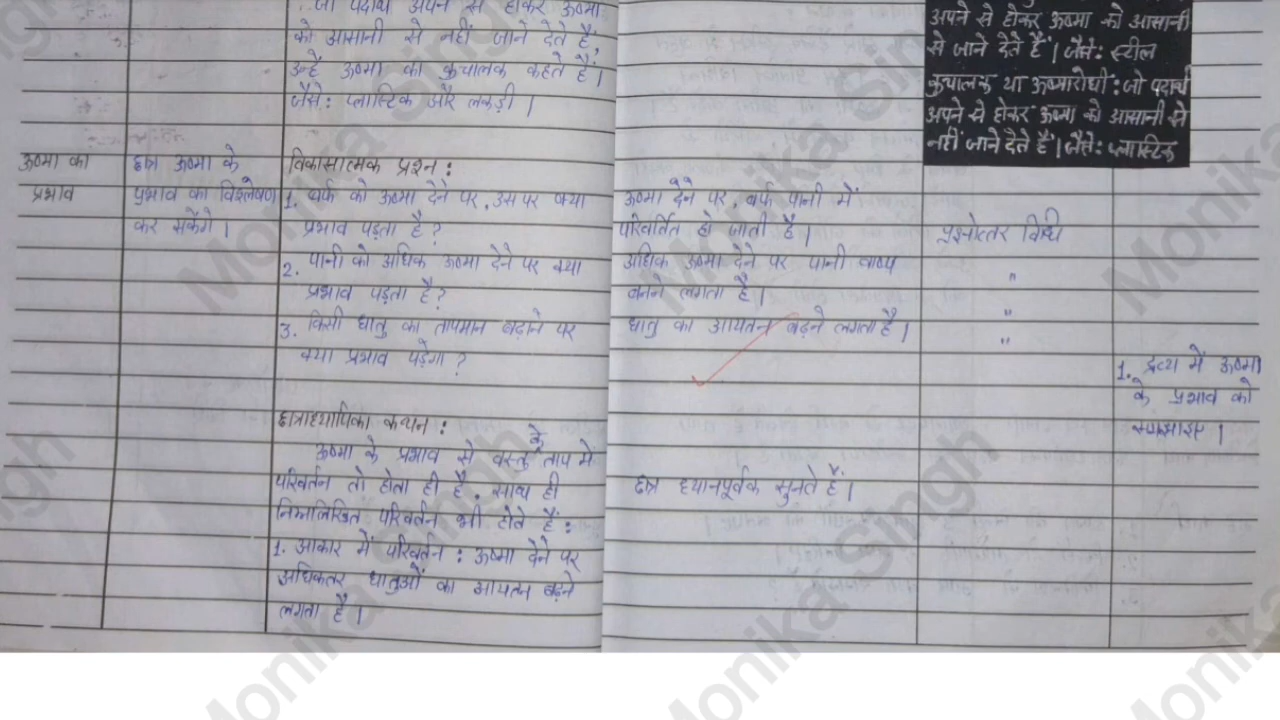 जो पदार्थ अपने से होकर ऊष्मा
को आसानी से नहीं जाने देते हैं,
उन्हें ऊष्मा का कुचालक कहते हैं।
जैसे: प्लास्टिक और लकड़ी।
अपने से होकर ऊष्मा को आसानी
से जाने देते हैं। जैसे: स्टील
कुचालक या ऊष्मारोधी: जो पदार्थ
अपने से होकर ऊष्मा को आसानी से
नहीं जाने देते हैं। जैसे: प्लास्टिक
ऊष्मा का
प्रभाव
छात्र ऊष्मा के
प्रभाव का विश्लेषण
कर सकेंगे।
विकासात्मक प्रश्न:
1. बर्फ को ऊष्मा देने पर, उस पर क्या
प्रभाव पड़ता है?
2. पानी को अधिक ऊष्मा देने पर क्या
प्रभाव पड़ता है?
3. किसी धातु का तापमान बढ़ाने पर
क्या प्रभाव पड़ेगा?
ऊष्मा देने पर, बर्फ पानी में
परिवर्तित हो जाती है।
अधिक ऊष्मा देने पर पानी वाष्प
बनने लगता है।
धातु का आयतन बढ़ने लगता है।
प्रश्नोत्तर विधि
"
"
"
1. द्रव्य में ऊष्मा
के प्रभाव को
समझाइए।
छात्राध्यापिका कथन:
ऊष्मा के प्रभाव से वस्तु के ताप में
परिवर्तन तो होता ही है, साथ ही
निम्नलिखित परिवर्तन भी होते हैं:
1. आकार में परिवर्तन: ऊष्मा देने पर
अधिकतर धातुओं का आयतन बढ़ने
लगता है।
छात्र ध्यानपूर्वक सुनते हैं।
Monika Singh